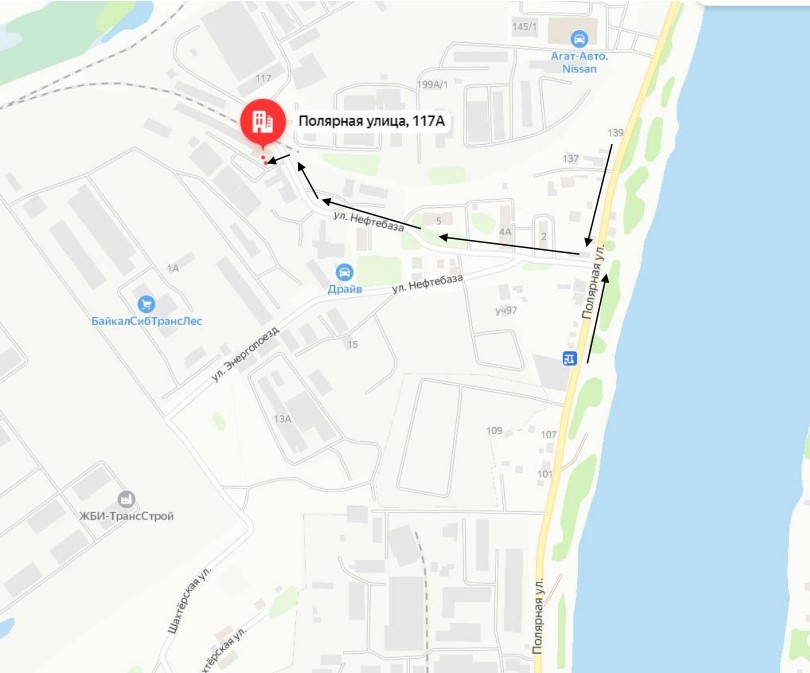 145/1
Агат-Авто.
Nissan
117
199А/1
Полярная улица, 117А
139
137
5
ул. Нефтебаза
4А
2
Полярная ул.
1А
Драйв
ул. Нефтебаза
БайкалСибТрансЛес
уч97
ул. Энергопоезд
15
13А
109
107
101
ЖБИ-ТрансСтрой
Шахтёрская ул.
Полярная ул.
хтёрская ул.